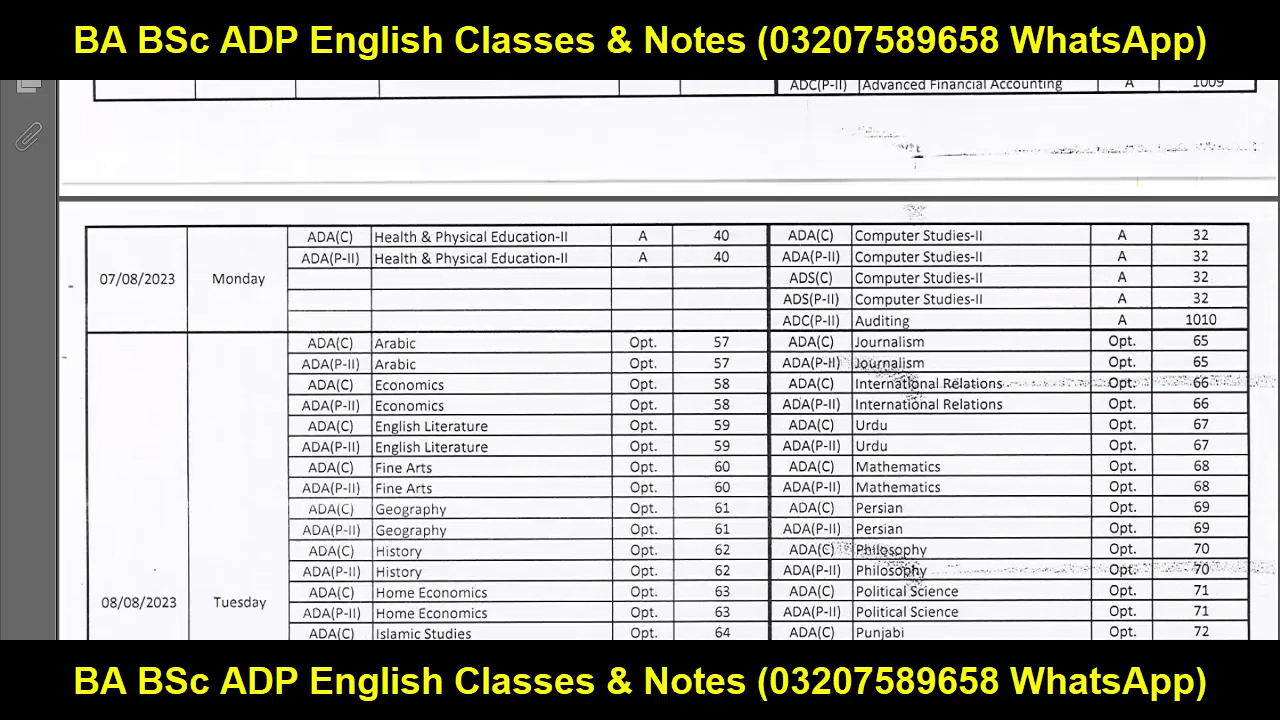 BA BSc ADP English Classes & Notes (03207589658 WhatsApp)
ADC(P-II) Advanced Financial Accounting A 1009
07/08/2023 Monday
ADA(C) Health & Physical Education-II A 40 ADA(C) Computer Studies-II A 32
ADA(P-II) Health & Physical Education-II A 40 ADA(P-II) Computer Studies-II A 32
ADS(C) Computer Studies-II A 32
ADS(P-II) Computer Studies-II A 32
ADC(P-II) Auditing A 1010
08/08/2023 Tuesday
ADA(C) Arabic Opt. 57 ADA(C) Journalism Opt. 65
ADA(P-II) Arabic Opt. 57 ADA(P-II) Journalism Opt. 65
ADA(C) Economics Opt. 58 ADA(C) International Relations Opt. 66
ADA(P-II) Economics Opt. 58 ADA(P-II) International Relations Opt. 66
ADA(C) English Literature Opt. 59 ADA(C) Urdu Opt. 67
ADA(P-II) English Literature Opt. 59 ADA(P-II) Urdu Opt. 67
ADA(C) Fine Arts Opt. 60 ADA(C) Mathematics Opt. 68
ADA(P-II) Fine Arts Opt. 60 ADA(P-II) Mathematics Opt. 68
ADA(C) Geography Opt. 61 ADA(C) Persian Opt. 69
ADA(P-II) Geography Opt. 61 ADA(P-II) Persian Opt. 69
ADA(C) History Opt. 62 ADA(C) Philosophy Opt. 70
ADA(P-II) History Opt. 62 ADA(P-II) Philosophy Opt. 70
ADA(C) Home Economics Opt. 63 ADA(C) Political Science Opt. 71
ADA(P-II) Home Economics Opt. 63 ADA(P-II) Political Science Opt. 71
ADA(C) Islamic Studies Opt. 64 ADA(C) Punjabi Opt. 72
BA BSc ADP English Classes & Notes (03207589658 WhatsApp)